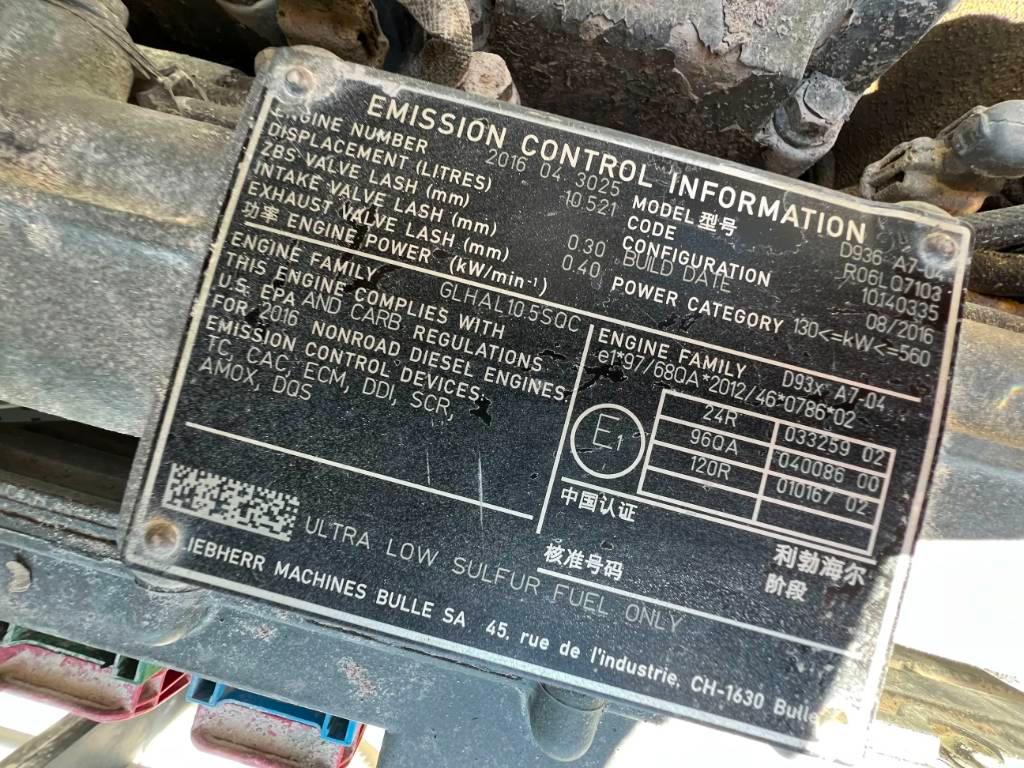 EMISSION CONTROL INFORMATION
ENGINE NUMBER 2016 04 3025
DISPLACEMENT (LITRES) 10.521
ZBS VALVE LASH (mm)
INTAKE VALVE LASH (mm) 0.30
EXHAUST VALVE LASH (mm) 0.40
功率 ENGINE POWER (kW/min⁻¹)
MODEL 型号 D936 A7-04
CODE R06L Q7103
CONFIGURATION 10140335
BUILD DATE 08/2016
POWER CATEGORY 130<=kW<=560
ENGINE FAMILY GLHAL10.5SQC
THIS ENGINE COMPLIES WITH
U.S. EPA AND CARB REGULATIONS
FOR 2016 NONROAD DIESEL ENGINES.
EMISSION CONTROL DEVICES:
TC, CAC, ECM, DDI, SCR,
AMOX, DQS
ENGINE FAMILY D93x A7-04
e1*97/68QA*2012/46*0786*02
E1
24R 033259 02
96QA 040086 00
120R 010167 02
中国认证
核准号码
利勃海尔
阶段
ULTRA LOW SULFUR FUEL ONLY
LIEBHERR MACHINES BULLE SA 45, rue de l'industrie, CH-1630 Bulle